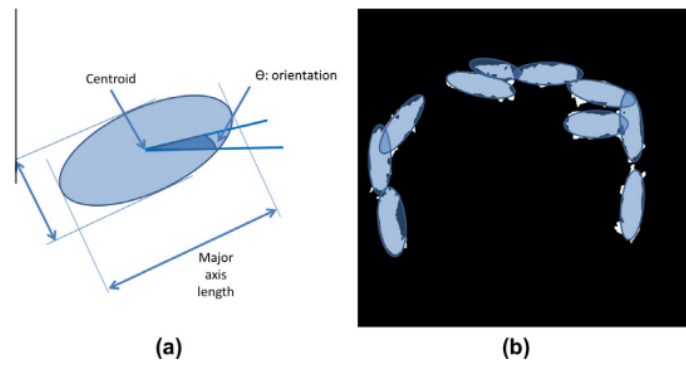 Centroid
ϴ: orientation
Major
axis
length
(a)
(b)